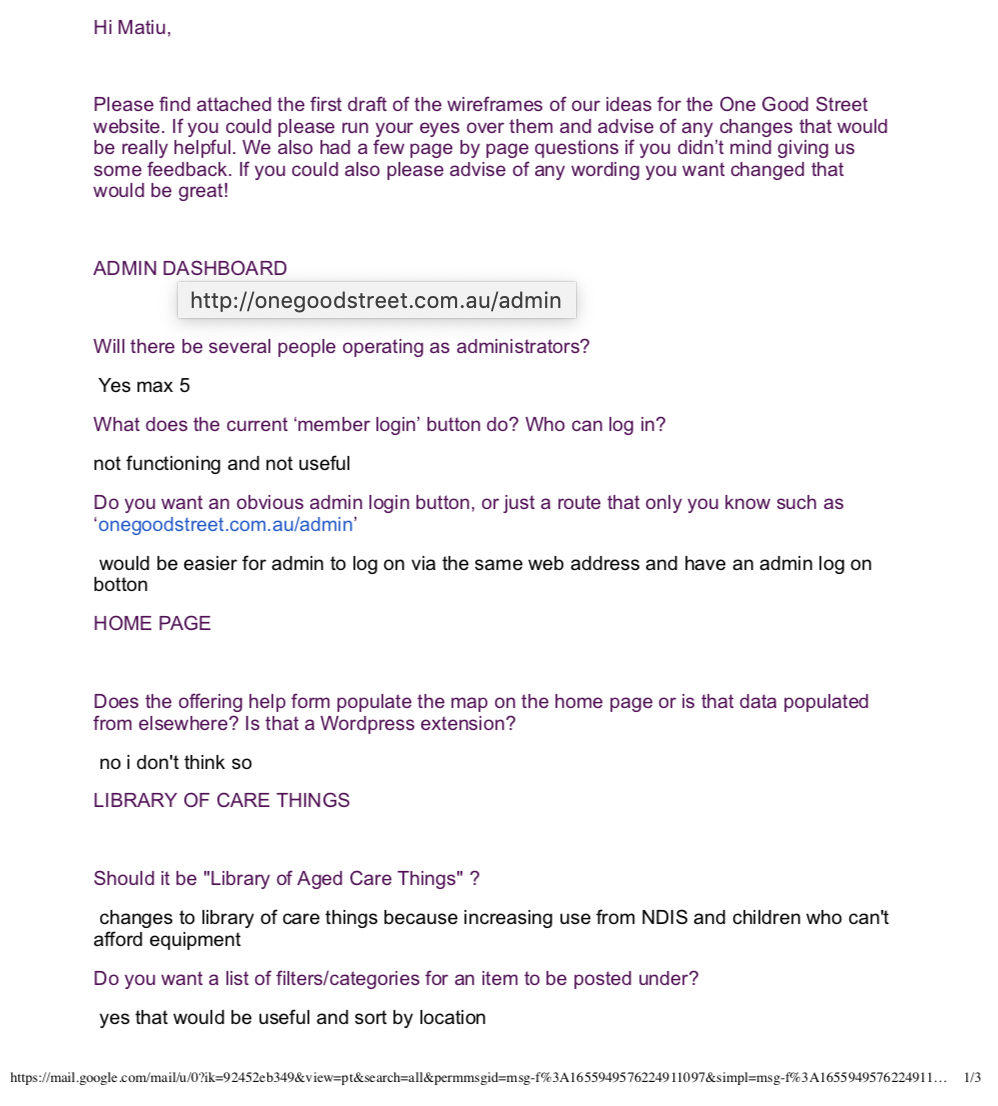 Hi Matiu,
Please find attached the first draft of the wireframes of our ideas for the One Good Street
website. If you could please run your eyes over them and advise of any changes that would
be really helpful. We also had a few page by page questions if you didn’t mind giving us
some feedback. If you could also please advise of any wording you want changed that
would be great!
ADMIN DASHBOARD
http://onegoodstreet.com.au/admin
Will there be several people operating as administrators?
Yes max 5
What does the current ‘member login’ button do? Who can log in?
not functioning and not useful
Do you want an obvious admin login button, or just a route that only you know such as
‘onegoodstreet.com.au/admin’
would be easier for admin to log on via the same web address and have an admin log on
botton
HOME PAGE
Does the offering help form populate the map on the home page or is that data populated
from elsewhere? Is that a Wordpress extension?
no i don't think so
LIBRARY OF CARE THINGS
Should it be "Library of Aged Care Things" ?
changes to library of care things because increasing use from NDIS and children who can't
afford equipment
Do you want a list of filters/categories for an item to be posted under?
yes that would be useful and sort by location
https://mail.google.com/mail/u/0?ik=92452eb349&view=pt&search=all&permmsgid=msg-f%3A1655949576224911097&simpl=msg-f%3A1655949576224911… 1/3